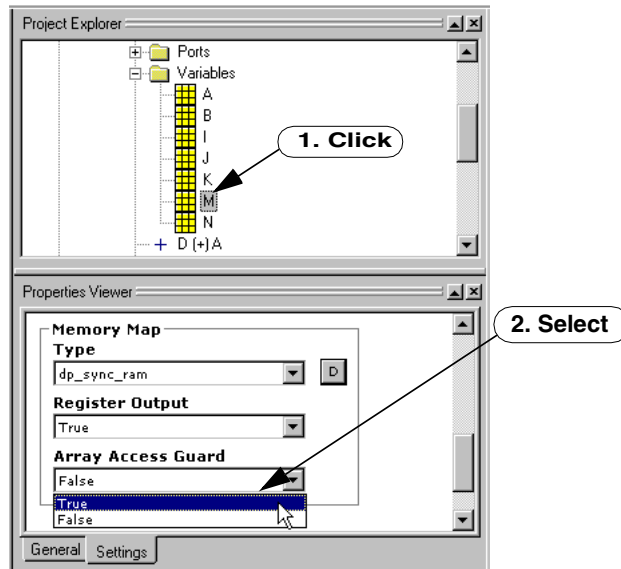 Project Explorer
Ports
Variables
A
B
I
1. Click
J
K
M
N
D (+) A
Properties Viewer
Memory Map
2. Select
Type
dp_sync_ram
D
Register Output
True
Array Access Guard
False
True
False
General Settings